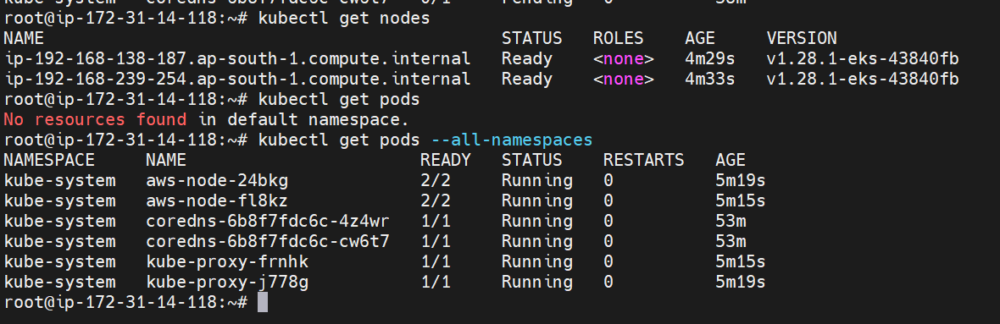 kube-system   coredns-6b8f7fdc6c-cw6t7   0/1     Pending   0          38m
root@ip-172-31-14-118:~# kubectl get nodes
NAME                                              STATUS   ROLES    AGE     VERSION
ip-192-168-138-187.ap-south-1.compute.internal   Ready    <none>   4m29s   v1.28.1-eks-43840fb
ip-192-168-239-254.ap-south-1.compute.internal   Ready    <none>   4m33s   v1.28.1-eks-43840fb
root@ip-172-31-14-118:~# kubectl get pods
No resources found in default namespace.
root@ip-172-31-14-118:~# kubectl get pods --all-namespaces
NAMESPACE     NAME                       READY   STATUS    RESTARTS   AGE
kube-system   aws-node-24bkg             2/2     Running   0          5m19s
kube-system   aws-node-fl8kz             2/2     Running   0          5m15s
kube-system   coredns-6b8f7fdc6c-4z4wr   1/1     Running   0          53m
kube-system   coredns-6b8f7fdc6c-cw6t7   1/1     Running   0          53m
kube-system   kube-proxy-frnhk           1/1     Running   0          5m15s
kube-system   kube-proxy-j778g           1/1     Running   0          5m19s
root@ip-172-31-14-118:~#